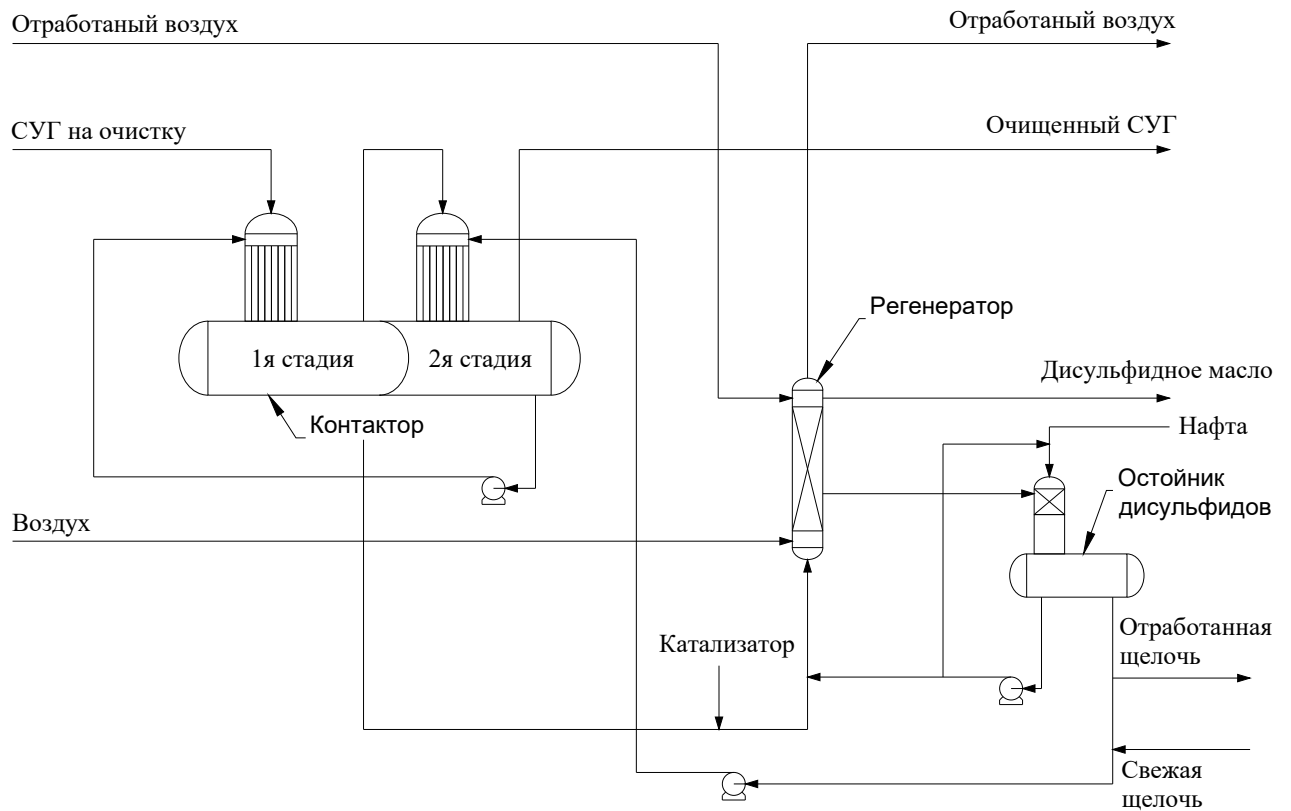 Отработаный воздух
Отработаный воздух
СУГ на очистку
Очищенный СУГ
Регенератор
1я стадия
2я стадия
Дисульфидное масло
Контактор
Нафта
Остойник
дисульфидов
Воздух
Катализатор
Отработанная
щелочь
Свежая
щелочь